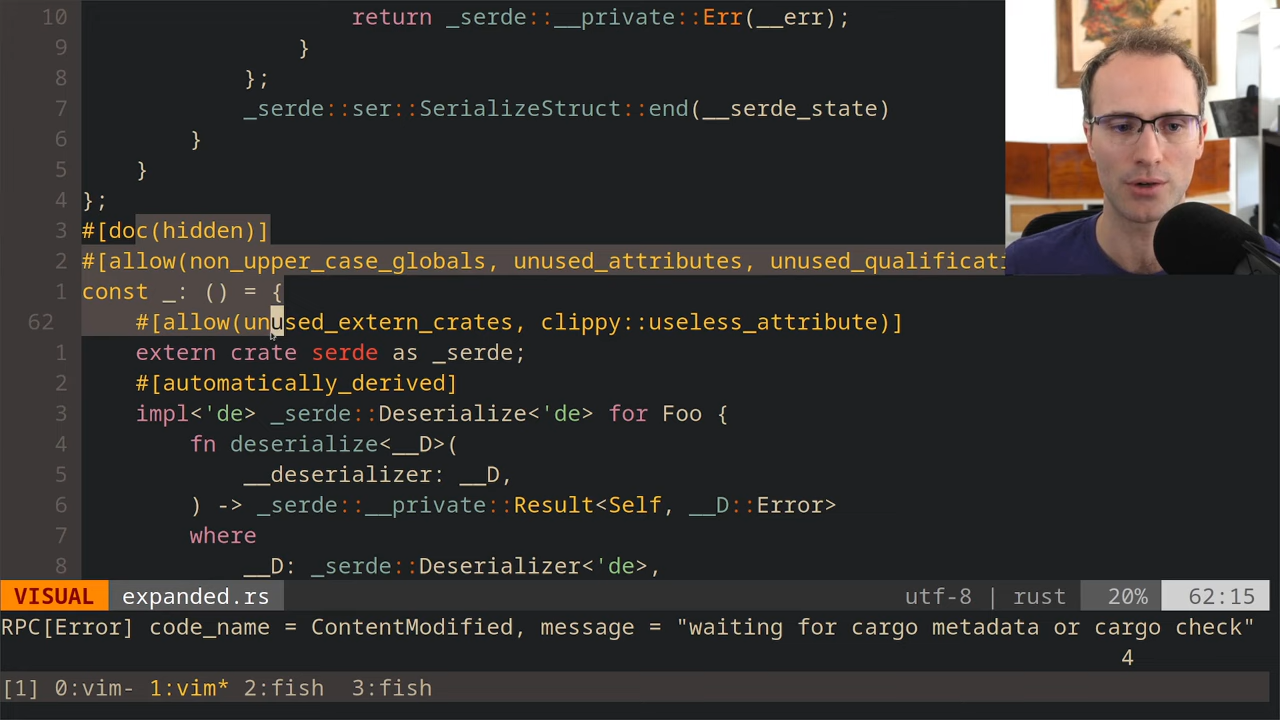 10 return _serde::__private::Err(__err);
9 }
8 };
7 _serde::ser::SerializeStruct::end(__serde_state)
6 }
5 }
4 };
3 #[doc(hidden)]
2 #[allow(non_upper_case_globals, unused_attributes, unused_qualificati
1 const _: () = {
62 #[allow(unused_extern_crates, clippy::useless_attribute)]
1 extern crate serde as _serde;
2 #[automatically_derived]
3 impl<'de> _serde::Deserialize<'de> for Foo {
4 fn deserialize<__D>(
5 __deserializer: __D,
6 ) -> _serde::__private::Result<Self, __D::Error>
7 where
8 __D: _serde::Deserializer<'de>,
VISUAL expanded.rs utf-8 | rust 20% 62:15
RPC[Error] code_name = ContentModified, message = "waiting for cargo metadata or cargo check"
4
[1] 0:vim- 1:vim* 2:fish 3:fish